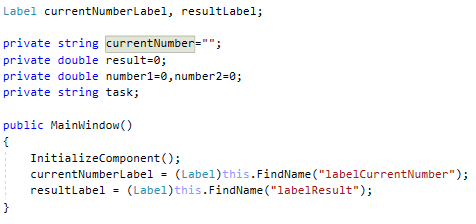 Label currentNumberLabel, resultLabel;
private string currentNumber="";
private double result=0;
private double number1=0,number2=0;
private string task;
public MainWindow()
{
InitializeComponent();
currentNumberLabel = (Label)this.FindName("labelCurrentNumber");
resultLabel = (Label)this.FindName("labelResult");
}